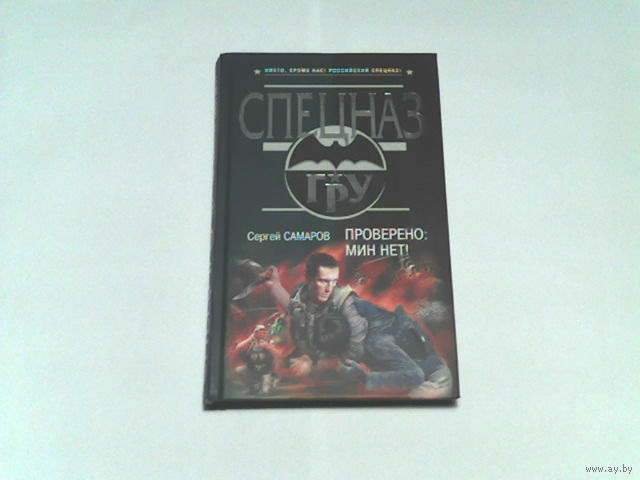 НИКТО, КРОМЕ НАС! РОССИЙСКИЙ СПЕЦНАЗ!
СПЕЦНАЗ
ГРУ
Сергей САМАРОВ
ПРОВЕРЕНО:
МИН НЕТ!
www.ay.by